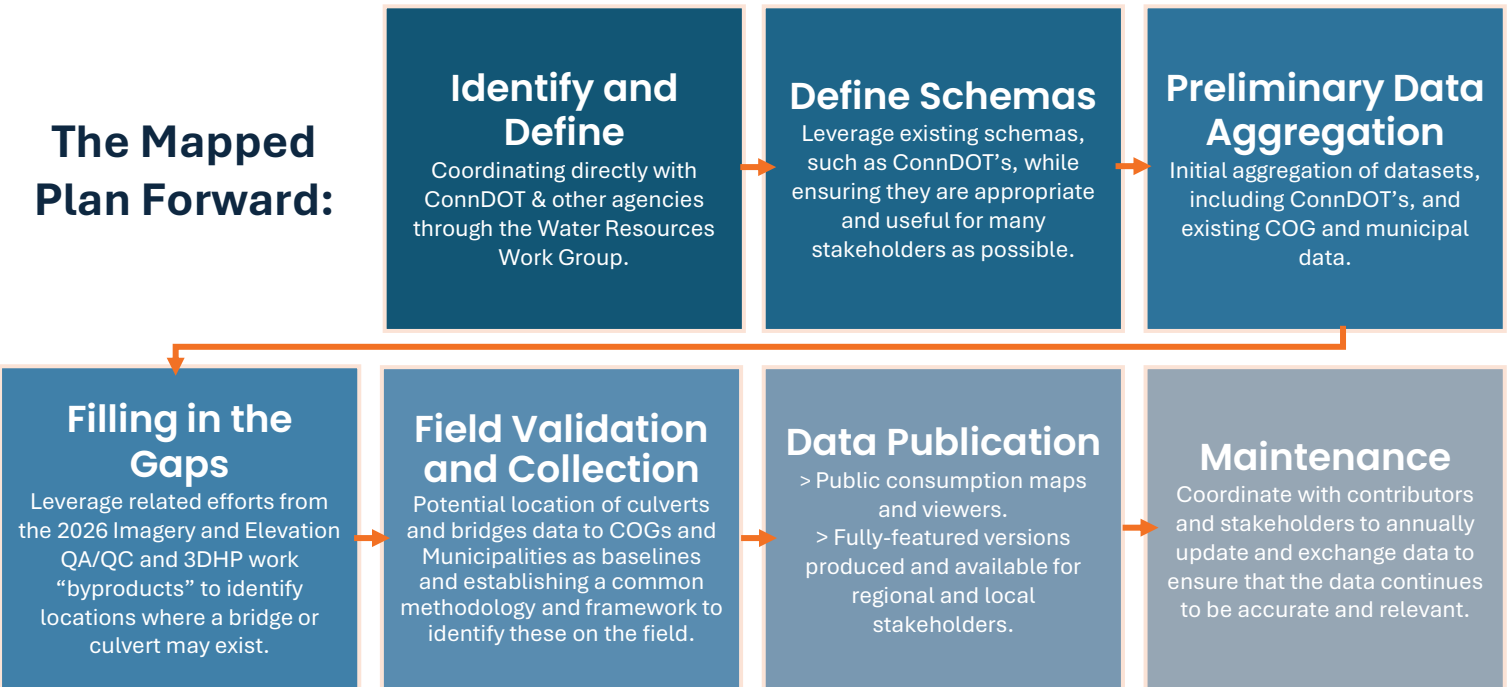 The Mapped
Plan Forward:
Identify and
Define
Coordinating directly with
ConnDOT & other agencies
through the Water Resources
Work Group.
Define Schemas
Leverage existing schemas,
such as ConnDOT’s, while
ensuring they are appropriate
and useful for many
stakeholders as possible.
Preliminary Data
Aggregation
Initial aggregation of datasets,
including ConnDOT’s, and
existing COG and municipal
data.
Filling in the
Gaps
Leverage related efforts from
the 2026 Imagery and Elevation
QA/QC and 3DHP work
“byproducts” to identify
locations where a bridge or
culvert may exist.
Field Validation
and Collection
Potential location of culverts
and bridges data to COGs and
Municipalities as baselines
and establishing a common
methodology and framework to
identify these on the field.
Data Publication
> Public consumption maps
and viewers.
> Fully-featured versions
produced and available for
regional and local
stakeholders.
Maintenance
Coordinate with contributors
and stakeholders to annually
update and exchange data to
ensure that the data continues
to be accurate and relevant.